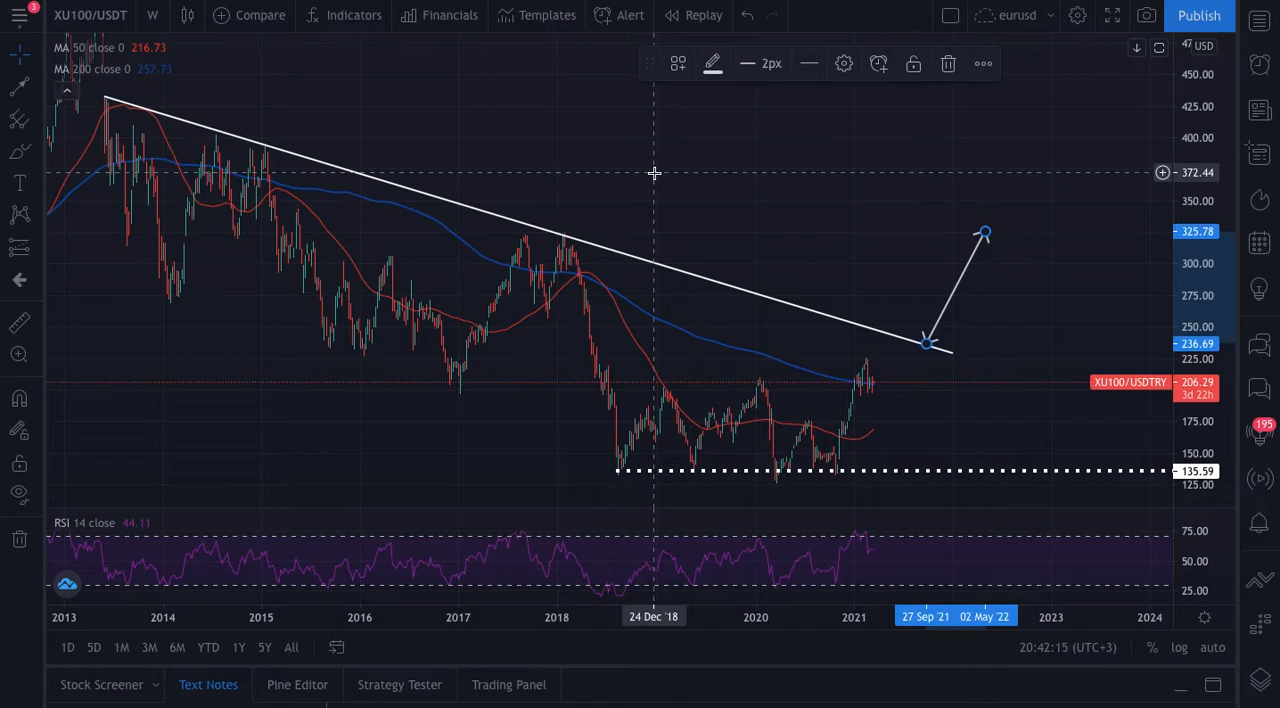 3
XU100/USDT W Compare Indicators Financials Templates Alert Replay eurusd Publish
MA 50 close 0 216.73
MA 200 close 0 257.73
2px
47 USD
450.00
425.00
400.00
372.44
350.00
325.78
300.00
275.00
250.00
236.69
225.00
XU100/USDTRY 206.29
3d 22h
175.00
150.00
135.59
125.00
195
RSI 14 close 44.11
75.00
50.00
25.00
2013 2014 2015 2016 2017 2018 24 Dec '18 2020 2021 27 Sep '21 02 May '22 2023 2024
1D 5D 1M 3M 6M YTD 1Y 5Y All 20:42:15 (UTC+3) % log auto
Stock Screener Text Notes Pine Editor Strategy Tester Trading Panel